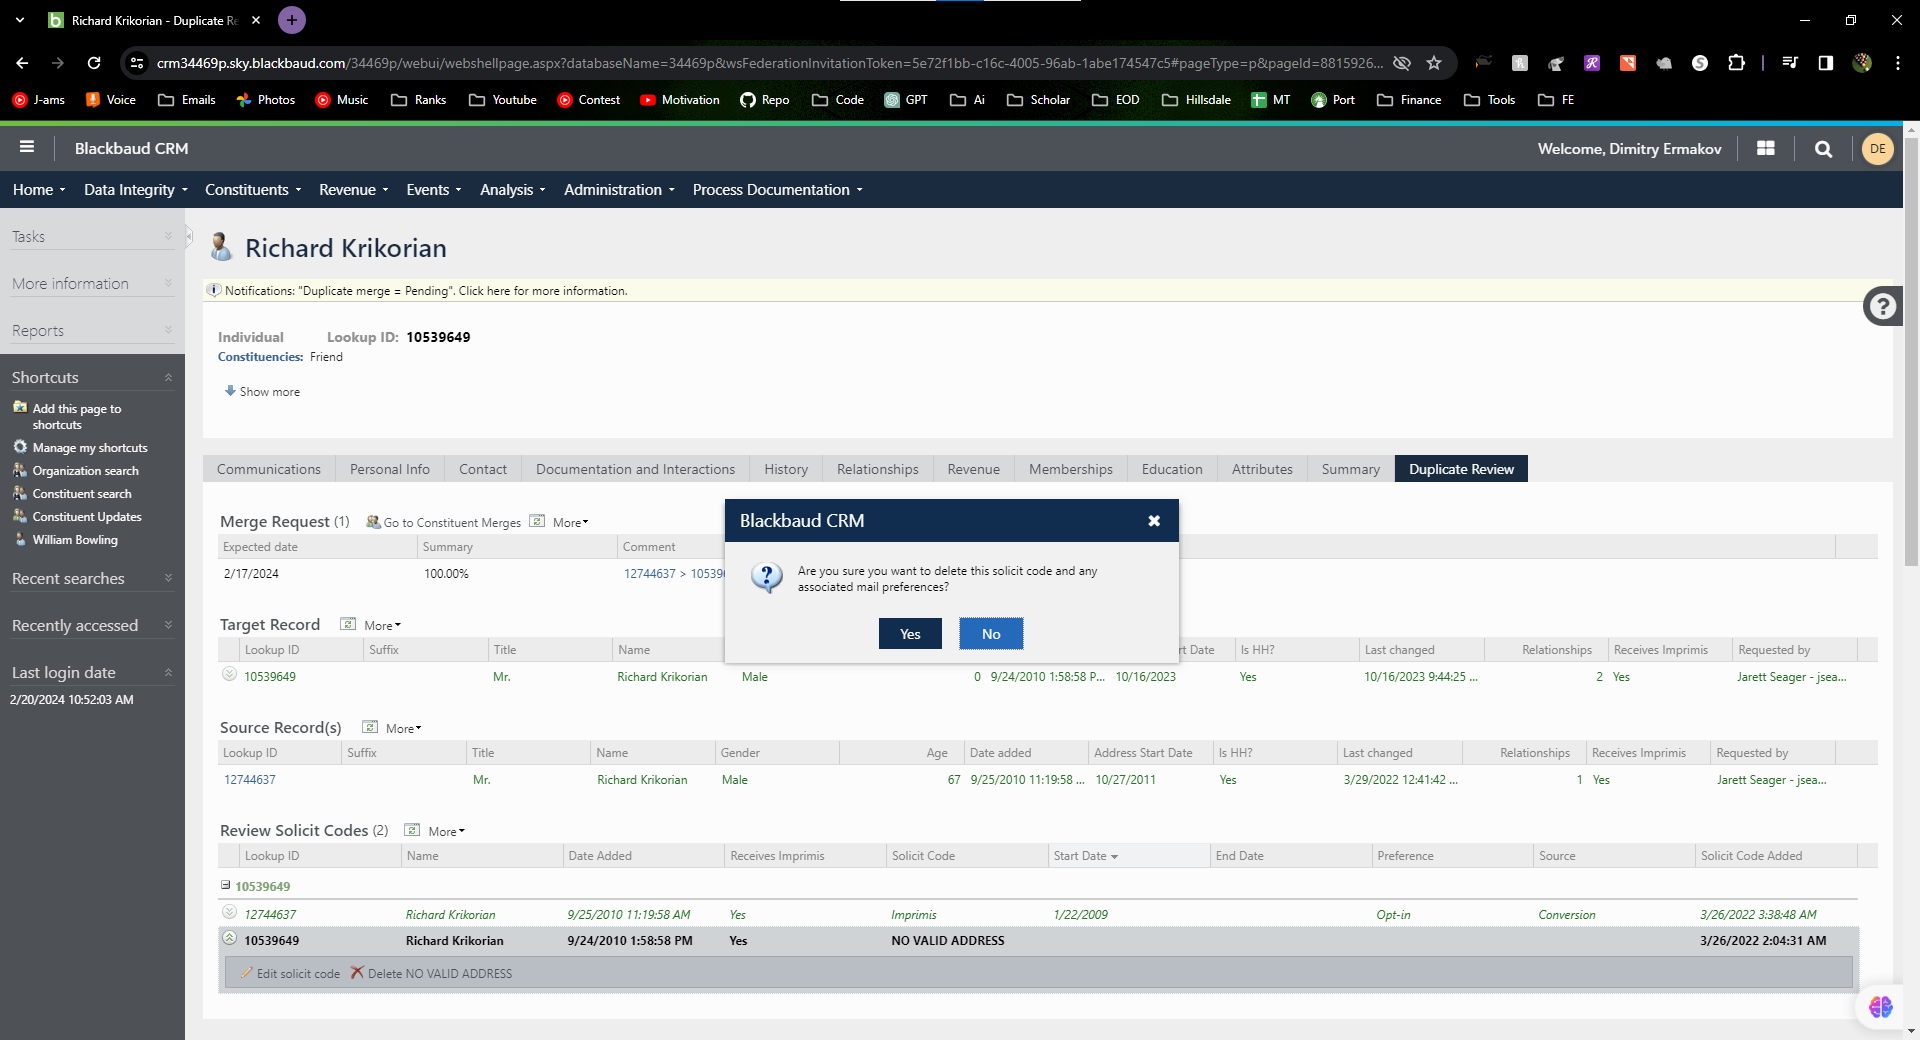 Richard Krikorian - Duplicate Re
crm34469p.sky.blackbaud.com/34469p/webui/webshellpage.aspx?databaseName=34469p&wsFederationInvitationToken=5e72f1bb-c16c-4005-96ab-1abe174547c5#pageType=p&pageId=8815926...
J-ams Voice Emails Photos Music Ranks Youtube Contest Motivation Repo Code GPT Ai Scholar EOD Hillsdale MT Port Finance Tools FE
Blackbaud CRM Welcome, Dimitry Ermakov DE
Home Data Integrity Constituents Revenue Events Analysis Administration Process Documentation
Tasks
More information
Reports
Shortcuts
Add this page to
shortcuts
Manage my shortcuts
Organization search
Constituent search
Constituent Updates
William Bowling
Recent searches
Recently accessed
Last login date
2/20/2024 10:52:03 AM
Richard Krikorian
Notifications: "Duplicate merge = Pending". Click here for more information.
Individual Lookup ID: 10539649
Constituencies: Friend
Show more
Communications Personal Info Contact Documentation and Interactions History Relationships Revenue Memberships Education Attributes Summary Duplicate Review
Merge Request (1) Go to Constituent Merges More
Expected date Summary Comment
2/17/2024 100.00% 12744637 > 10539
Blackbaud CRM
Are you sure you want to delete this solicit code and any
associated mail preferences?
Yes No
Target Record More
Lookup ID Suffix Title Name rt Date Is HH? Last changed Relationships Receives Imprimis Requested by
10539649 Mr. Richard Krikorian Male 0 9/24/2010 1:58:58 P... 10/16/2023 Yes 10/16/2023 9:44:25 ... 2 Yes Jarett Seager - jsea...
Source Record(s) More
Lookup ID Suffix Title Name Gender Age Date added Address Start Date Is HH? Last changed Relationships Receives Imprimis Requested by
12744637 Mr. Richard Krikorian Male 67 9/25/2010 11:19:58 ... 10/27/2011 Yes 3/29/2022 12:41:42 ... 1 Yes Jarett Seager - jsea...
Review Solicit Codes (2) More
Lookup ID Name Date Added Receives Imprimis Solicit Code Start Date End Date Preference Source Solicit Code Added
10539649
12744637 Richard Krikorian 9/25/2010 11:19:58 AM Yes Imprimis 1/22/2009 Opt-in Conversion 3/26/2022 3:38:48 AM
10539649 Richard Krikorian 9/24/2010 1:58:58 PM Yes NO VALID ADDRESS 3/26/2022 2:04:31 AM
Edit solicit code Delete NO VALID ADDRESS